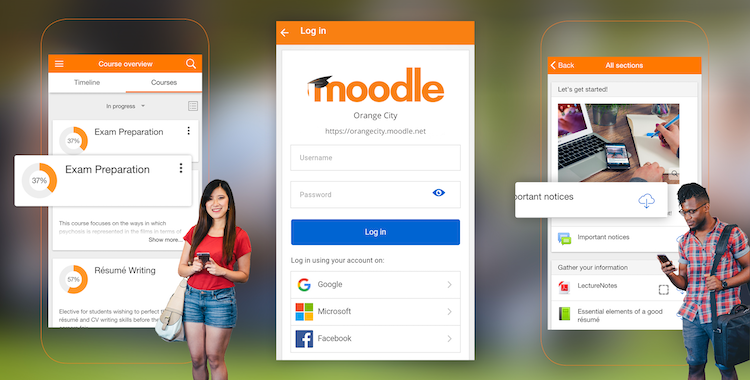 Course overview
Timeline
Courses
In progress
37%
Exam Preparation
37%
Exam Preparation
This course focuses on the ways in which
psychosis is represented in the films in terms of
Show more...
57%
Résumé Writing
Elective for students wishing to perfect
résumé and CV writing skills before the
Log in
moodle
Orange City
https://orangecity.moodle.net
Username
Password
Log in
Log in using your account on:
Google
Microsoft
Facebook
Back
All sections
Let's get started!
portant notices
Important notices
Gather your information
LectureNotes
Essential elements of a good
résumé